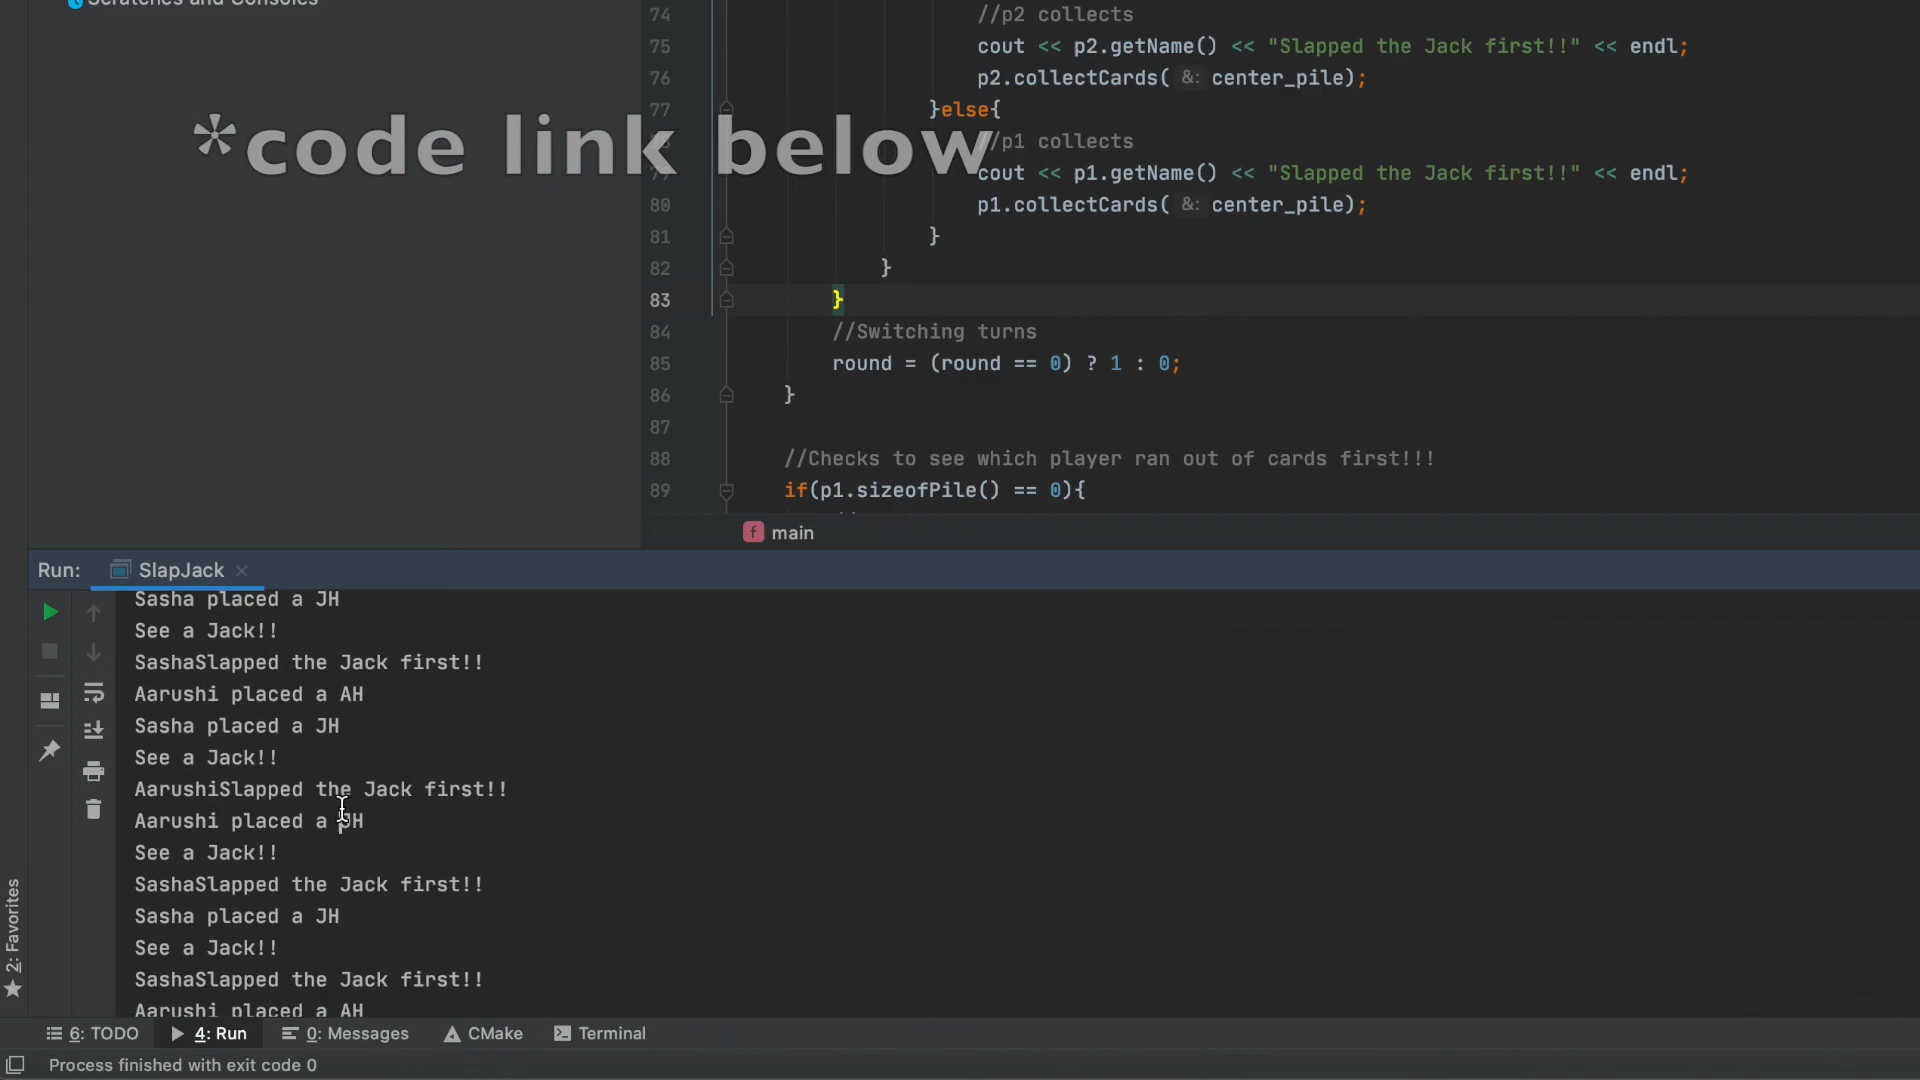 Scratches and Consoles
*code link below
74 //p2 collects
75 cout << p2.getName() << "Slapped the Jack first!!" << endl;
76 p2.collectCards( &: center_pile);
77 }else{
//p1 collects
79 cout << p1.getName() << "Slapped the Jack first!!" << endl;
80 p1.collectCards( &: center_pile);
81 }
82 }
83 }
84 //Switching turns
85 round = (round == 0) ? 1 : 0;
86 }
87
88 //Checks to see which player ran out of cards first!!!
89 if(p1.sizeofPile() == 0){
f main
Run: SlapJack
Sasha placed a JH
See a Jack!!
SashaSlapped the Jack first!!
Aarushi placed a AH
Sasha placed a JH
See a Jack!!
AarushiSlapped the Jack first!!
Aarushi placed a JH
See a Jack!!
SashaSlapped the Jack first!!
Sasha placed a JH
See a Jack!!
SashaSlapped the Jack first!!
Aarushi placed a AH
2: Favorites
6: TODO 4: Run 0: Messages CMake Terminal
Process finished with exit code 0